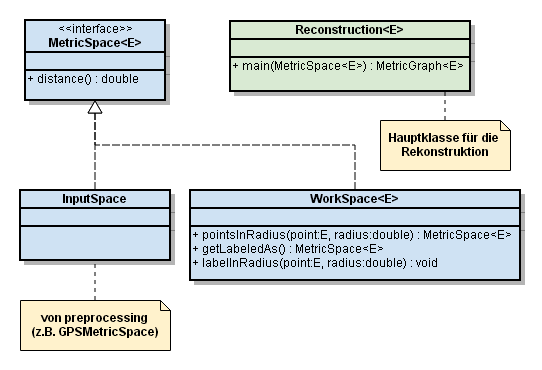 <<interface>>
MetricSpace<E>
+ distance() : double
Reconstruction<E>
+ main(MetricSpace<E>) : MetricGraph<E>
Hauptklasse für die
Rekonstruktion
InputSpace
WorkSpace<E>
+ pointsInRadius(point:E, radius:double) : MetricSpace<E>
+ getLabeledAs() : MetricSpace<E>
+ labelInRadius(point:E, radius:double) : void
von preprocessing
(z.B. GPSMetricSpace)